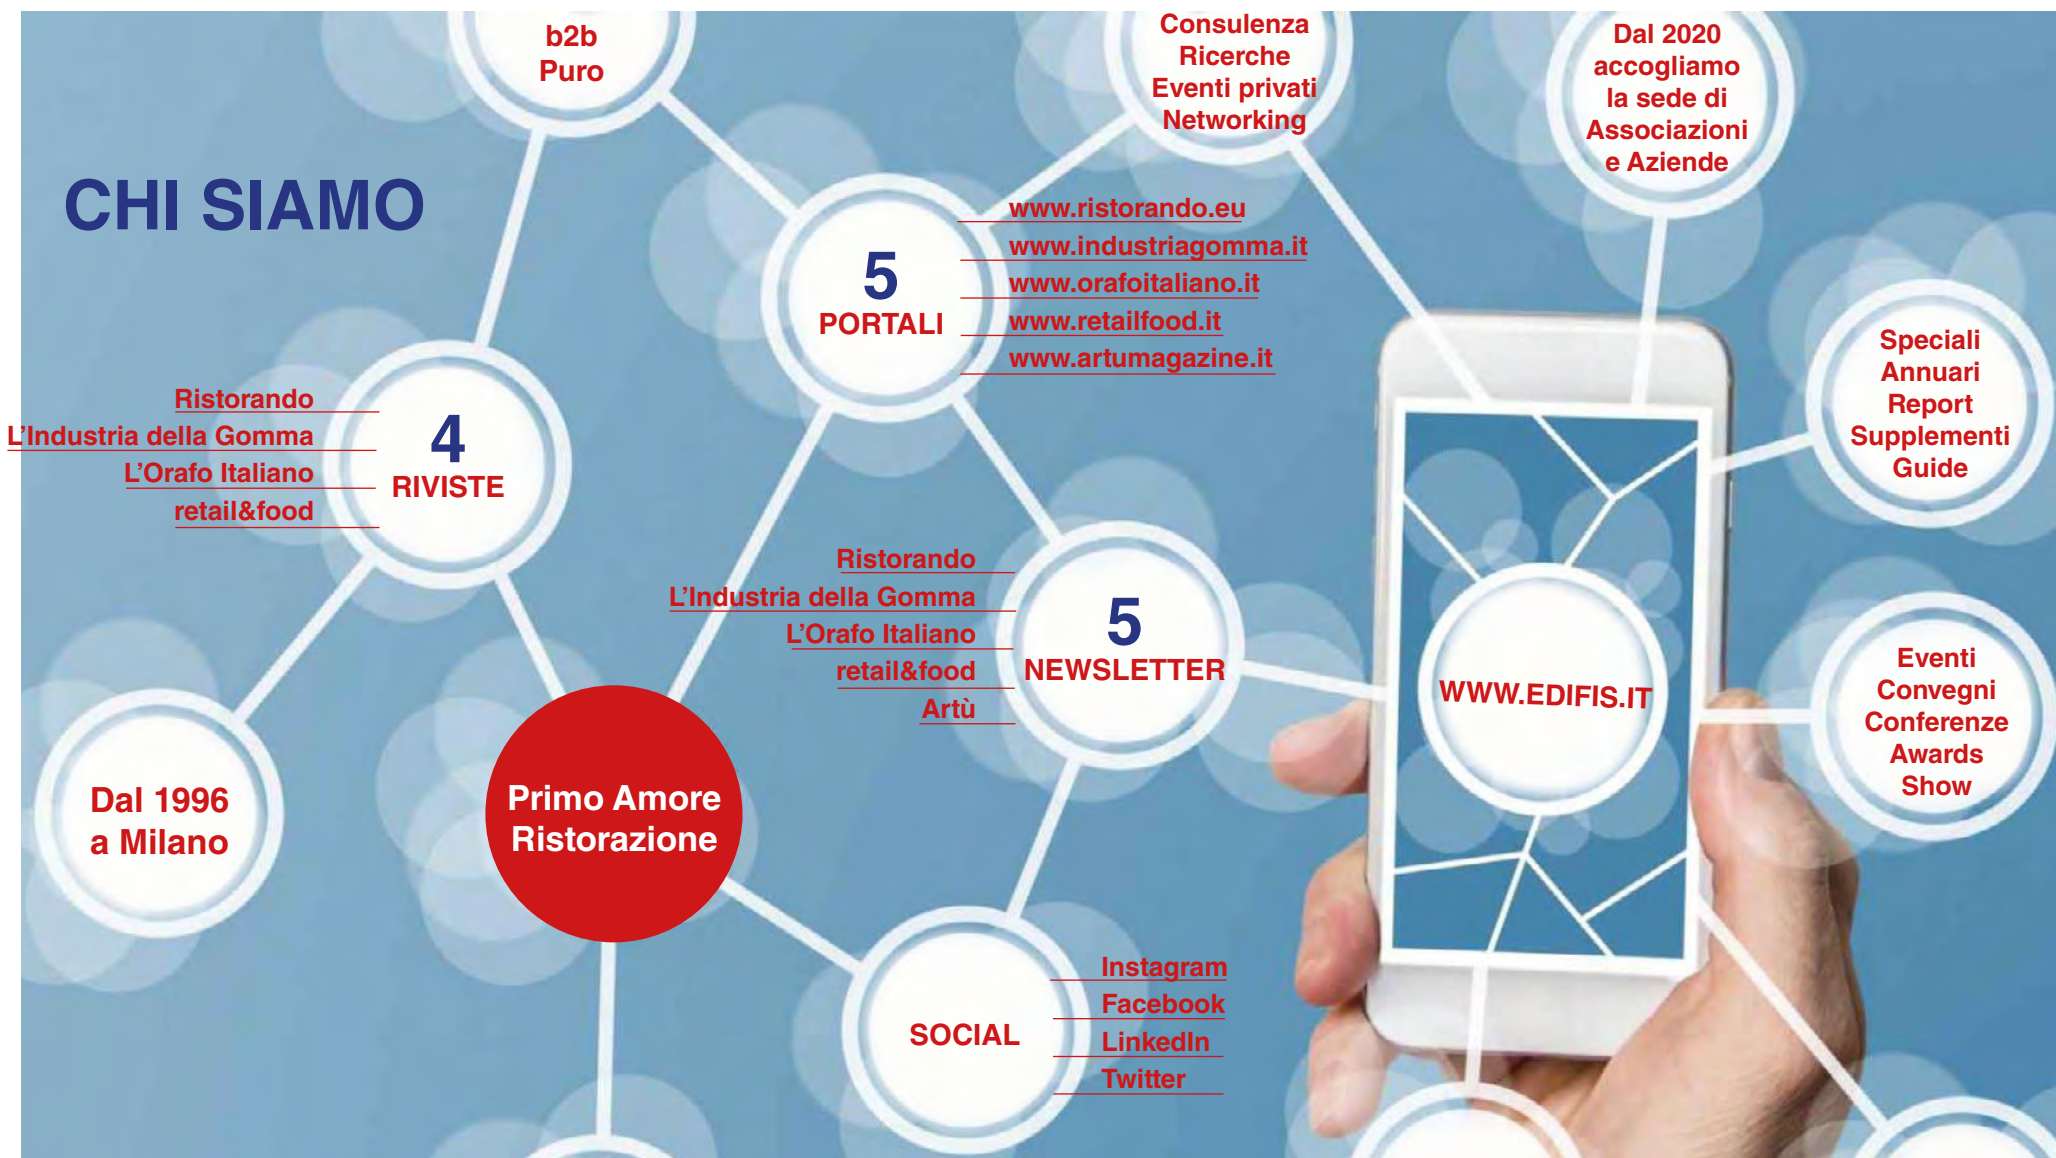 b2b
Puro
Consulenza
Ricerche
Eventi privati
Networking
Dal 2020
accogliamo
la sede di
Associazioni
e Aziende
CHI SIAMO
5
PORTALI
www.ristorando.eu
www.industriagomma.it
www.orafoitaliano.it
www.retailfood.it
www.artumagazine.it
Speciali
Annuari
Report
Supplementi
Guide
Ristorando
L’Industria della Gomma
L’Orafo Italiano
retail&food
4
RIVISTE
Ristorando
L’Industria della Gomma
L’Orafo Italiano
retail&food
Artù
5
NEWSLETTER
WWW.EDIFIS.IT
Eventi
Convegni
Conferenze
Awards
Show
Dal 1996
a Milano
Primo Amore
Ristorazione
SOCIAL
Instagram
Facebook
LinkedIn
Twitter